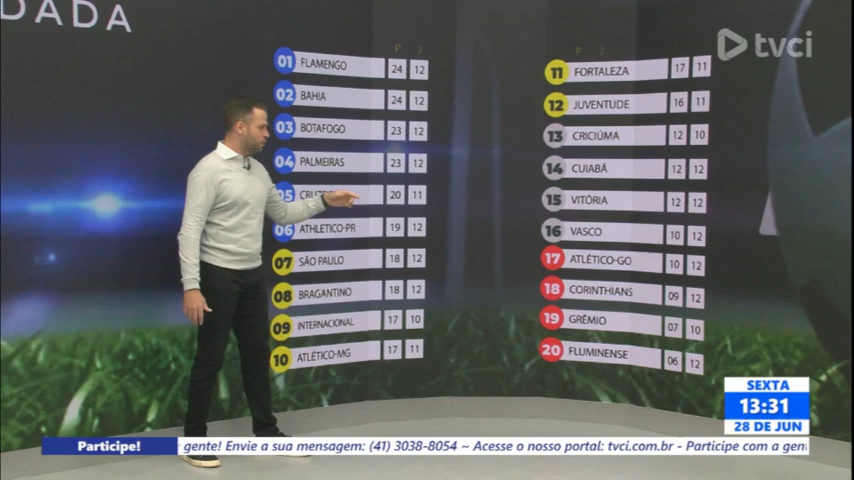 DADA
P J
01 FLAMENGO 24 12
02 BAHIA 24 12
03 BOTAFOGO 23 12
04 PALMEIRAS 23 12
05 20 11
06 ATHLETICO-PR 19 12
07 SÃO PAULO 18 12
08 BRAGANTINO 18 12
09 INTERNACIONAL 17 10
10 ATLÉTICO-MG 17 11
P J
11 FORTALEZA 17 11
12 JUVENTUDE 16 11
13 CRICIÚMA 12 10
14 CUIABÁ 12 12
15 VITÓRIA 12 12
16 VASCO 10 12
17 ATLÉTICO-GO 10 12
18 CORINTHIANS 09 12
19 GRÊMIO 07 10
20 FLUMINENSE 06 12
tvci
SEXTA
13:31
28 DE JUN
Participe! gente! Envie a sua mensagem: (41) 3038-8054 ~ Acesse o nosso portal: tvci.com.br - Participe com a gen